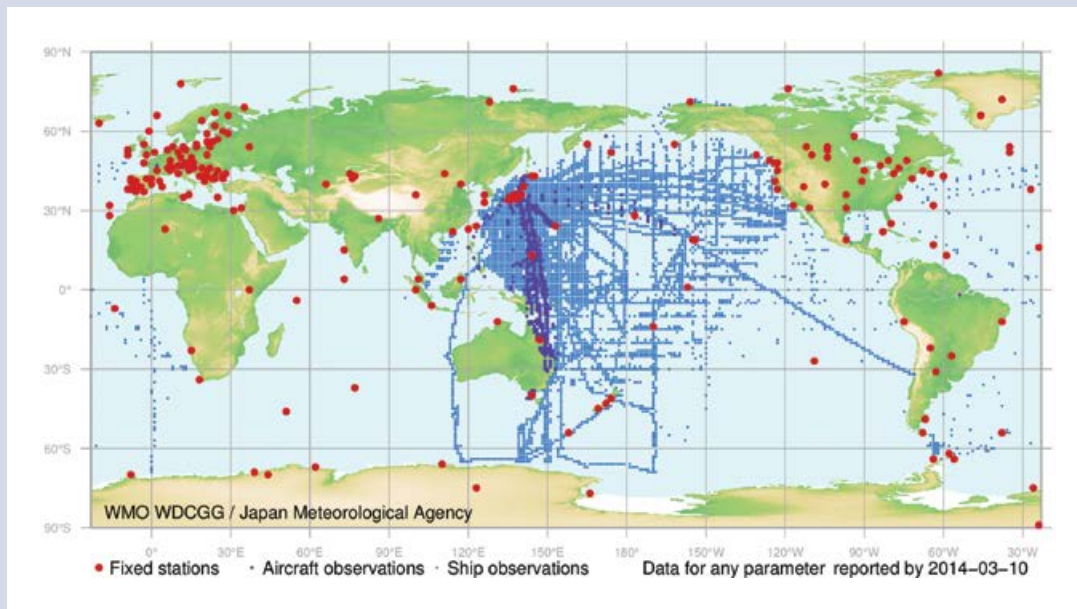 90°N
60°N
30°N
0°
30°S
60°S
90°S
WMO WDCGG / Japan Meteorological Agency
0° 30°E 60°E 90°E 120°E 150°E 180° 150°W 120°W 90°W 60°W 30°W
Fixed stations Aircraft observations Ship observations Data for any parameter reported by 2014-03-10